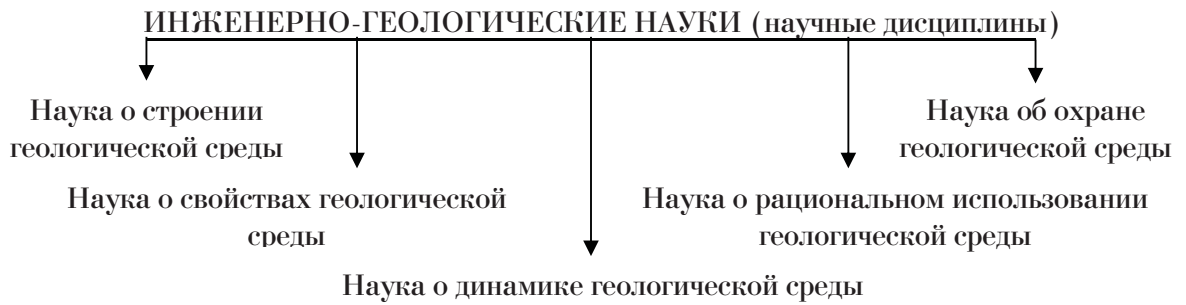 ИНЖЕНЕРНО-ГЕОЛОГИЧЕСКИЕ НАУКИ (научные дисциплины)
Наука о строении
геологической среды
Наука об охране
геологической среды
Наука о свойствах геологической
среды
Наука о рациональном использовании
геологической среды
Наука о динамике геологической среды